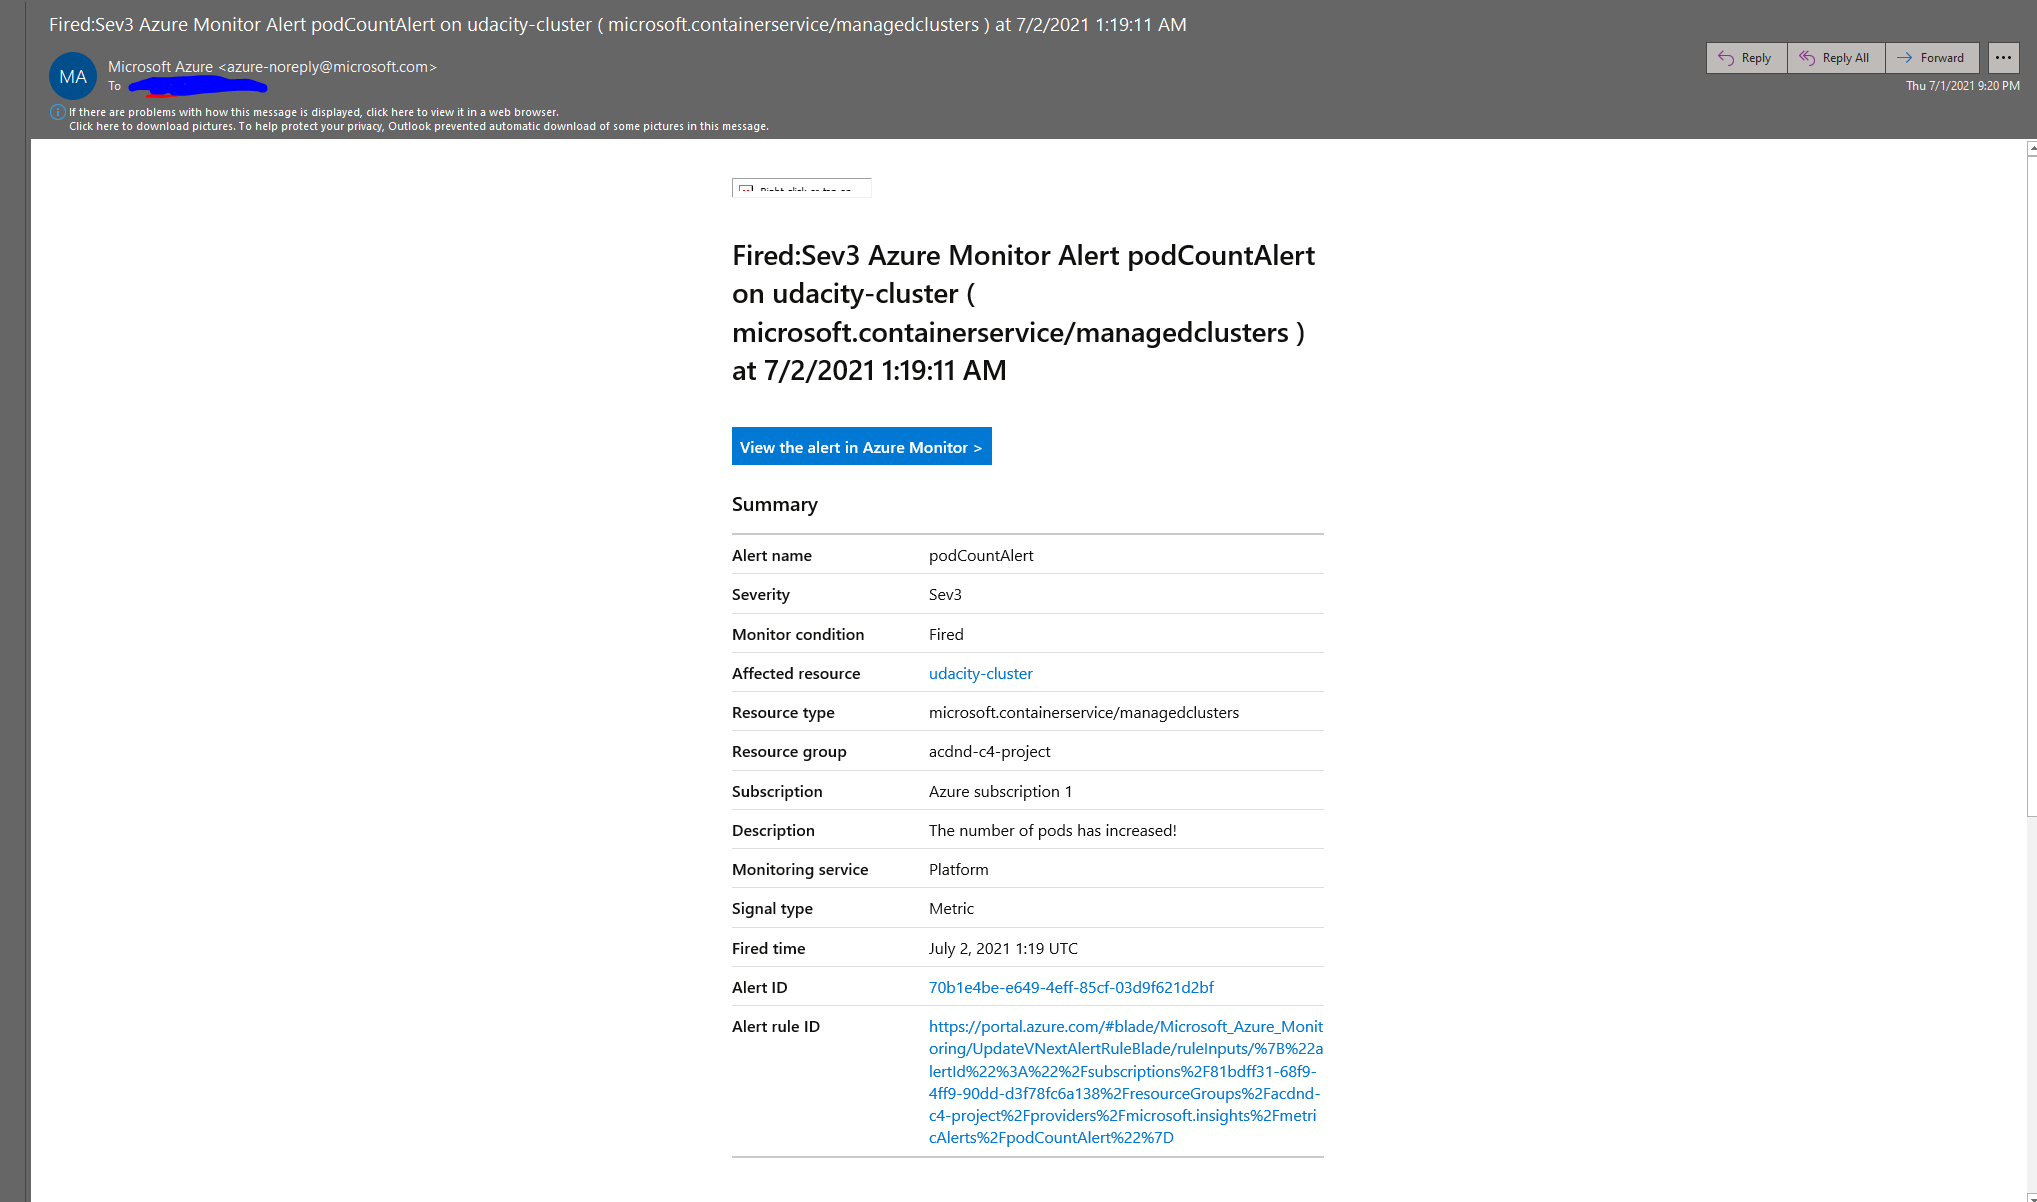 Fired:Sev3 Azure Monitor Alert podCountAlert on udacity-cluster ( microsoft.containerservice/managedclusters ) at 7/2/2021 1:19:11 AM
MA
Microsoft Azure <azure-noreply@microsoft.com>
To
Reply
Reply All
Forward
Thu 7/1/2021 9:20 PM
If there are problems with how this message is displayed, click here to view it in a web browser.
Click here to download pictures. To help protect your privacy, Outlook prevented automatic download of some pictures in this message.
Fired:Sev3 Azure Monitor Alert podCountAlert
on udacity-cluster (
microsoft.containerservice/managedclusters )
at 7/2/2021 1:19:11 AM
View the alert in Azure Monitor >
Summary
Alert name podCountAlert
Severity Sev3
Monitor condition Fired
Affected resource udacity-cluster
Resource type microsoft.containerservice/managedclusters
Resource group acdnd-c4-project
Subscription Azure subscription 1
Description The number of pods has increased!
Monitoring service Platform
Signal type Metric
Fired time July 2, 2021 1:19 UTC
Alert ID 70b1e4be-e649-4eff-85cf-03d9f621d2bf
Alert rule ID https://portal.azure.com/#blade/Microsoft_Azure_Monit
oring/UpdateVNextAlertRuleBlade/ruleInputs/%7B%22a
lertId%22%3A%22%2Fsubscriptions%2F81bdff31-68f9-
4ff9-90dd-d3f78fc6a138%2FresourceGroups%2Facdnd-
c4-project%2Fproviders%2Fmicrosoft.insights%2Fmetri
cAlerts%2FpodCountAlert%22%7D